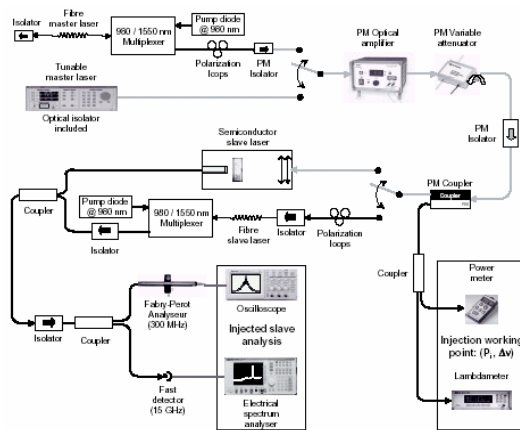 Isolator
Fibre
master laser
980 / 1550 nm
Multiplexer
Pump diode
@ 980 nm
Polarization
loops
PM
Isolator
PM Optical
amplifier
PM Variable
attenuator
Tunable
master laser
Optical isolator
included
PM
Isolator
Semiconductor
slave laser
Coupler
Pump diode
@ 980 nm
980 / 1550 nm
Multiplexer
Isolator
Fibre
slave laser
Isolator
Polarization
loops
PM Coupler
Coupler
Coupler
Power
meter
Injection working
point: (Pi, Δν)
Lambdameter
Isolator
Coupler
Fabry-Perot
Analyseur
(300 MHz)
Oscilloscope
Injected slave
analysis
Fast
detector
(15 GHz)
Electrical
spectrum
analyser